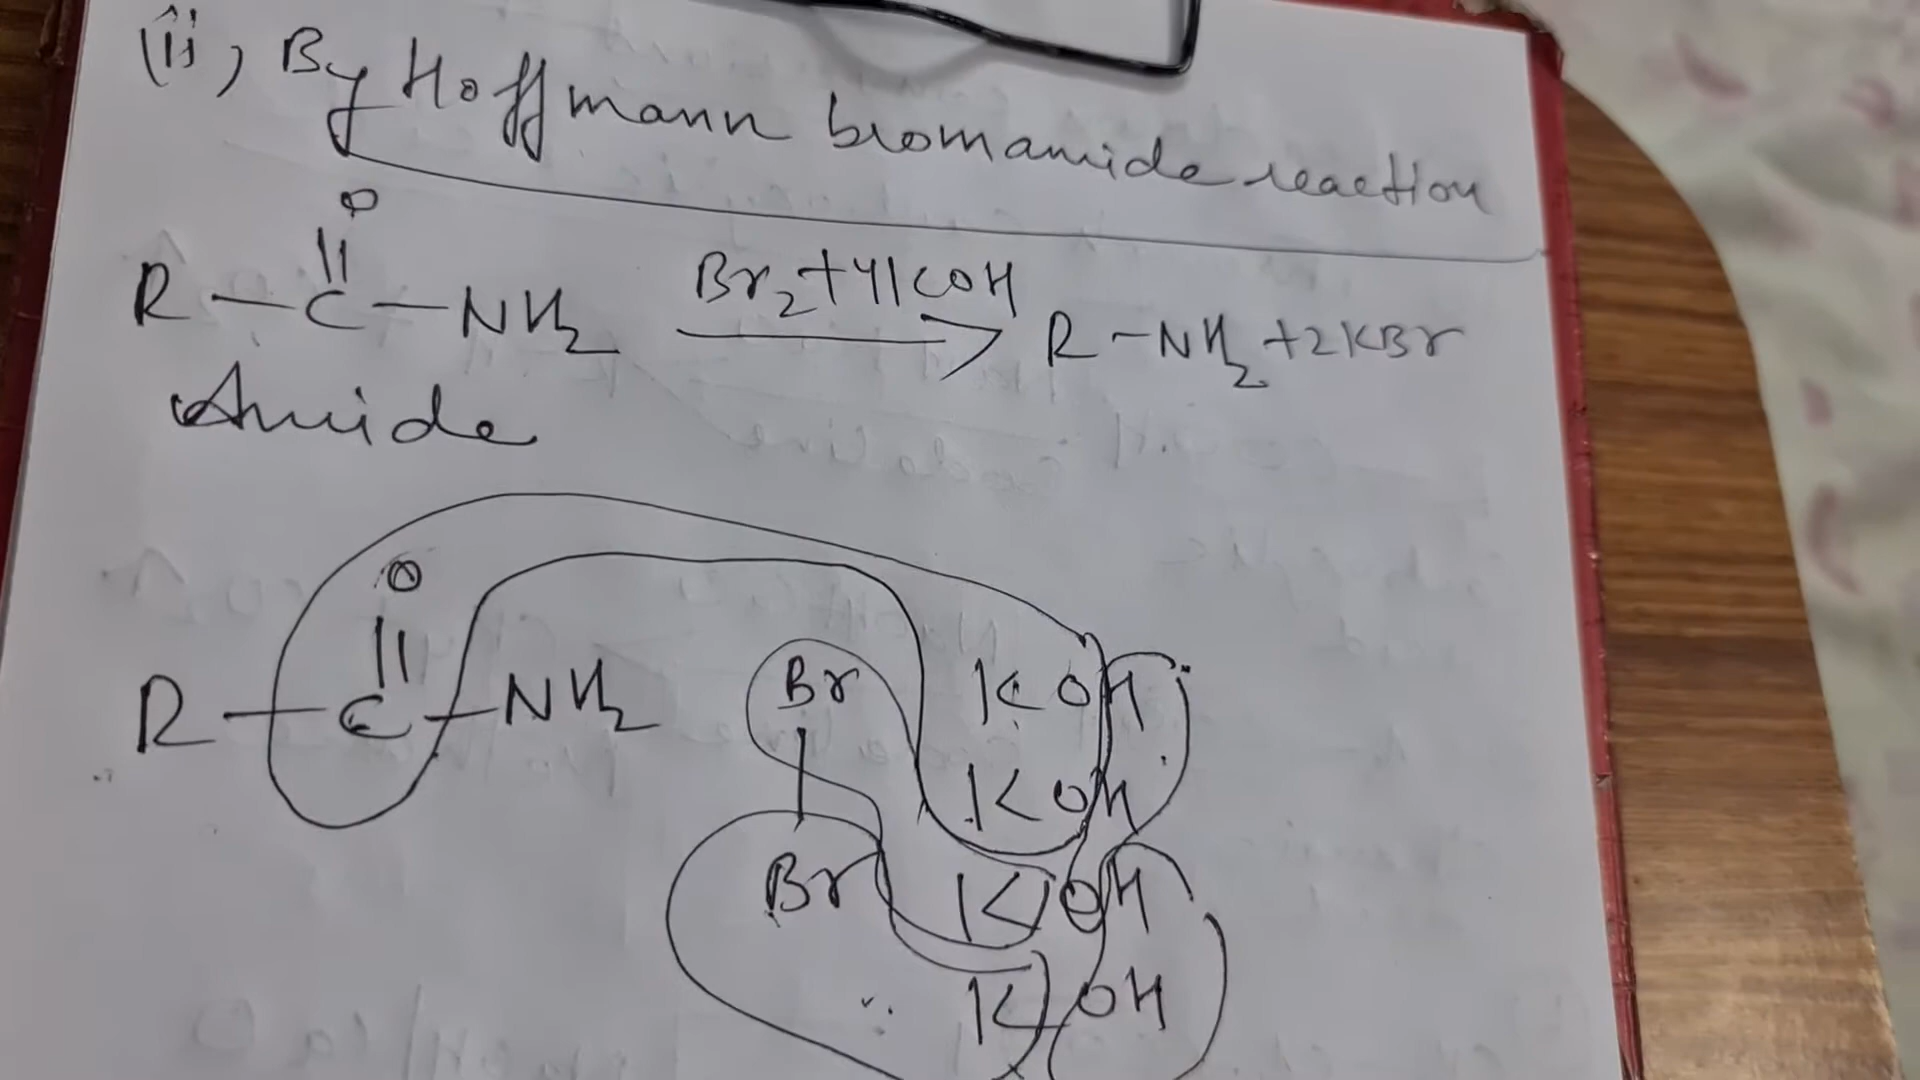 (ii) By Hoffmann bromamide reaction
O
||
R — C — NH2 Br2+4KOH → R – NH2 +2KBr
Amide
O
||
R — C — NH2
Br KOH
| KOH
Br KOH
KOH